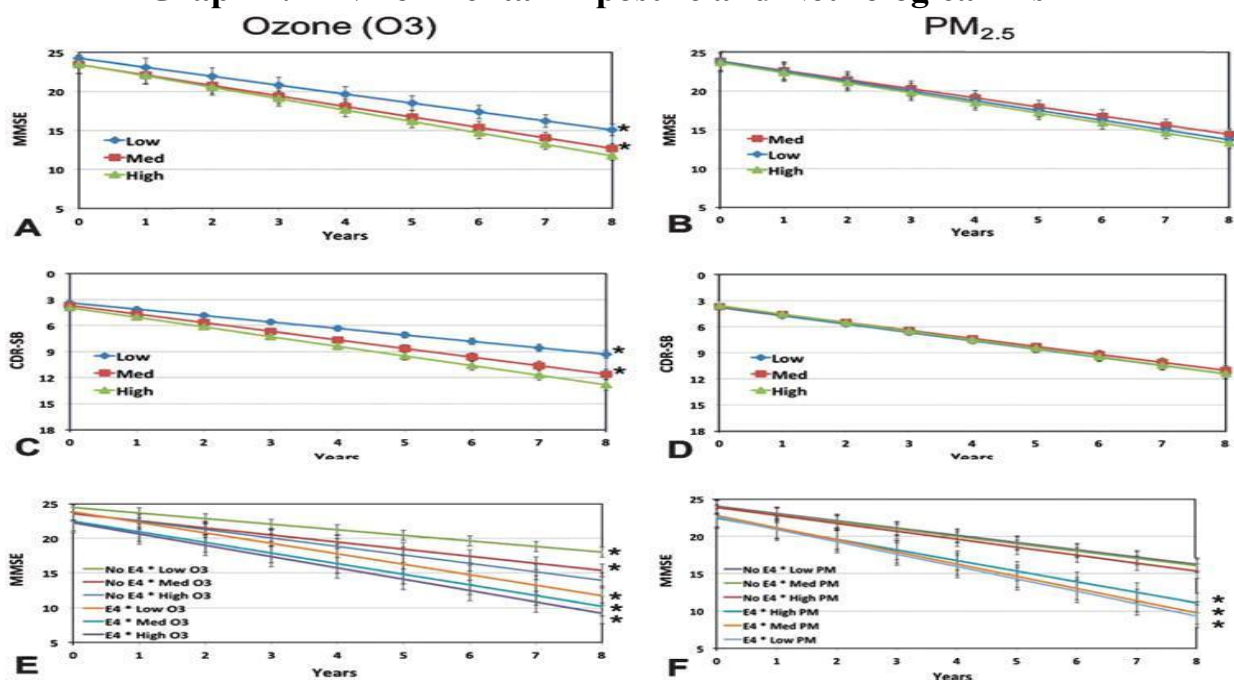 Ozone (O3)
PM2.5
25
20
15
10
5
MMSE
Low
Med
High
*
*
0 1 2 3 4 5 6 7 8
A
Years
25
20
15
10
5
MMSE
Med
Low
High
0 1 2 3 4 5 6 7 8
B
Years
0
3
6
9
12
15
18
CDR-SB
Low
Med
High
*
*
0 1 2 3 4 5 6 7 8
C
Years
0
3
6
9
12
15
18
CDR-SB
Low
Med
High
0 1 2 3 4 5 6 7 8
D
Years
25
20
15
10
5
MMSE
No E4 * Low O3
No E4 * Med O3
No E4 * High O3
E4 * Low O3
E4 * Med O3
E4 * High O3
*
*
*
*
*
0 1 2 3 4 5 6 7 8
E
Years
25
20
15
10
5
MMSE
No E4 * Low PM
No E4 * Med PM
No E4 * High PM
E4 * High PM
E4 * Med PM
E4 * Low PM
*
*
*
0 1 2 3 4 5 6 7 8
F
Years